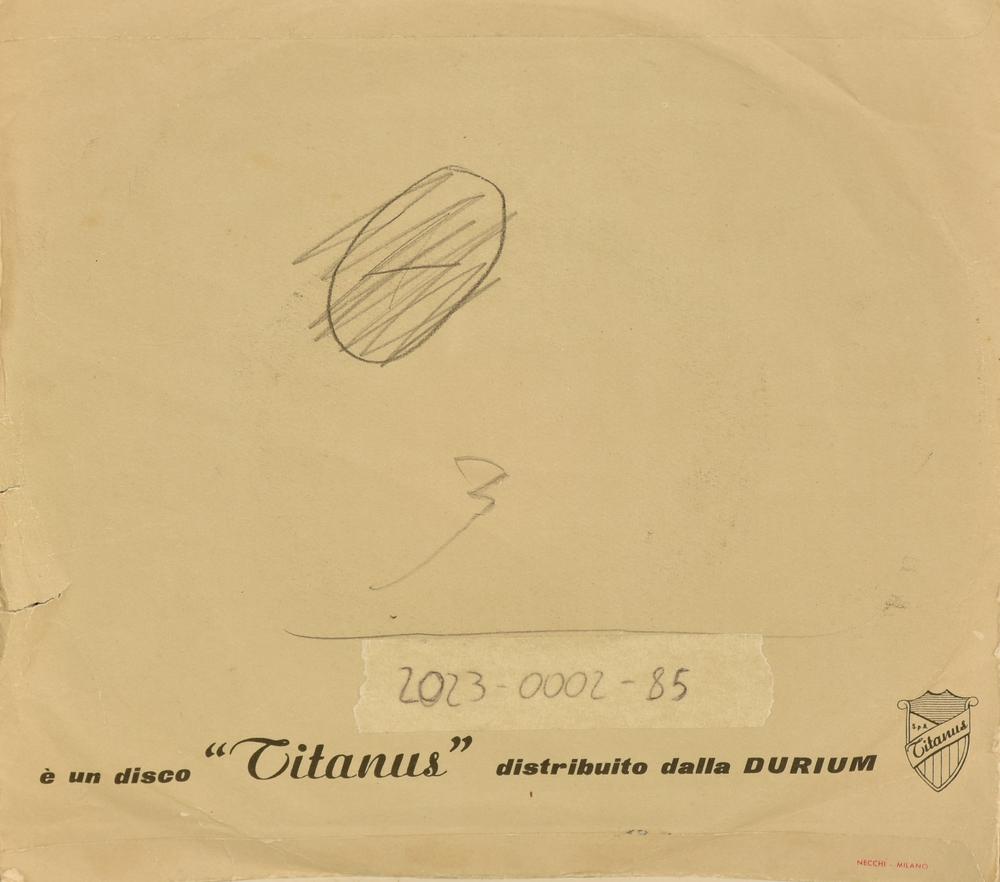 3
2023-0002-85
è un disco “Titanus” distribuito dalla DURIUM
S.P.A.
Titanus
NECCHI - MILANO